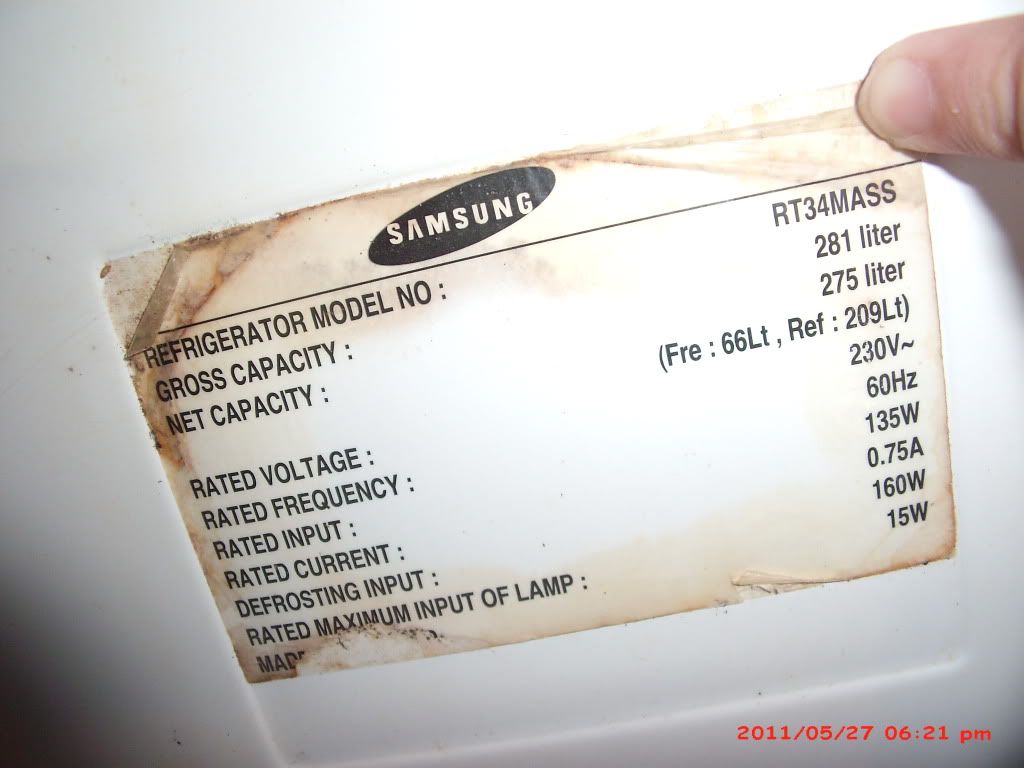 SAMSUNG
REFRIGERATOR MODEL NO : RT34MASS
GROSS CAPACITY : 281 liter
NET CAPACITY : 275 liter
(Fre : 66Lt , Ref : 209Lt)
RATED VOLTAGE : 230V~
RATED FREQUENCY : 60Hz
RATED INPUT : 135W
RATED CURRENT : 0.75A
DEFROSTING INPUT : 160W
RATED MAXIMUM INPUT OF LAMP : 15W
2011/05/27 06:21 pm